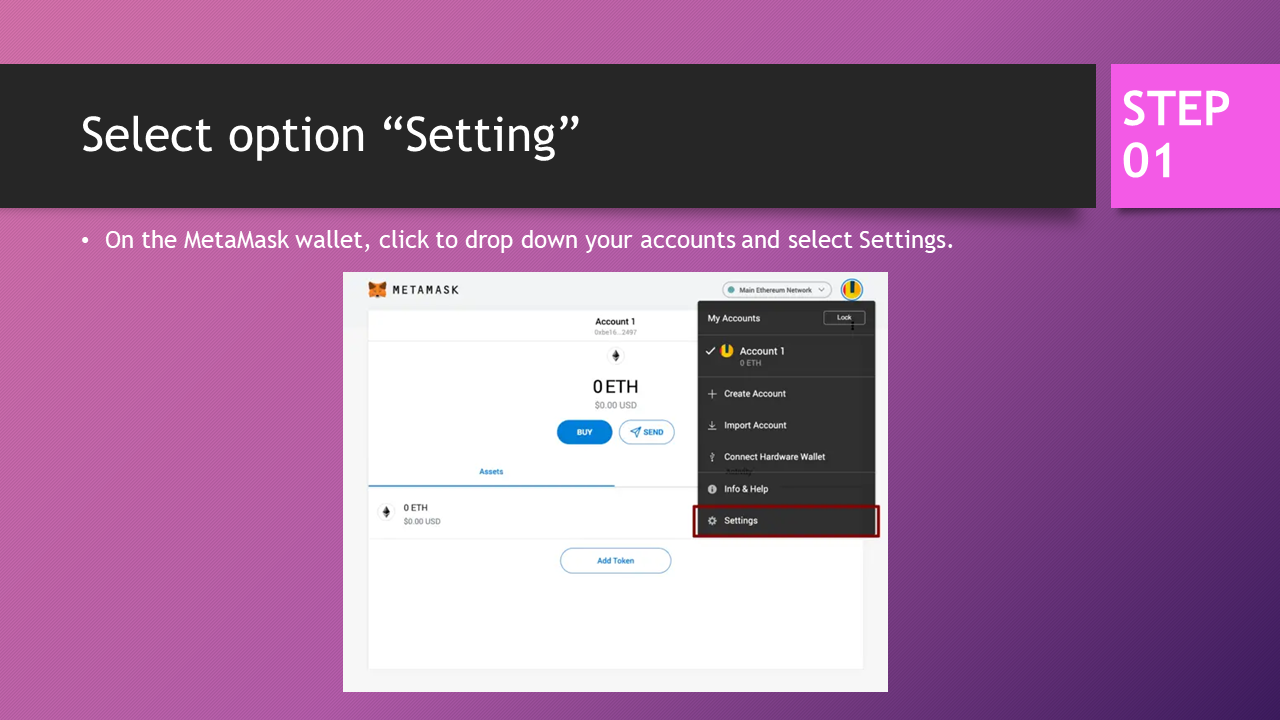 Select option “Setting”
STEP
01
• On the MetaMask wallet, click to drop down your accounts and select Settings.
METAMASK
Main Ethereum Network
My Accounts
Lock
Account 1
0xbe16...2497
Account 1
0 ETH
0 ETH
$0.00 USD
Create Account
BUY
SEND
Import Account
Connect Hardware Wallet
Assets
Activity
Info & Help
0 ETH
$0.00 USD
Settings
Add Token